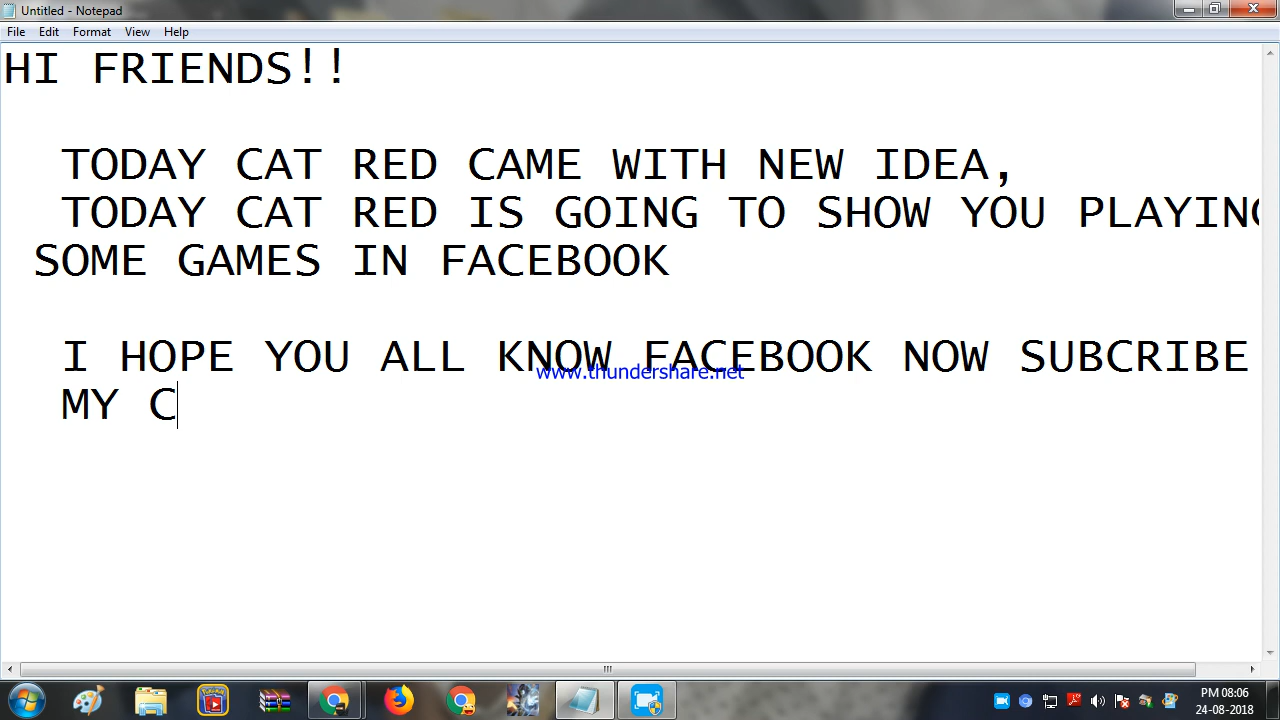 Untitled - Notepad
File Edit Format View Help
HI FRIENDS!!
TODAY CAT RED CAME WITH NEW IDEA,
TODAY CAT RED IS GOING TO SHOW YOU PLAYING
SOME GAMES IN FACEBOOK
I HOPE YOU ALL KNOW FACEBOOK NOW SUBCRIBE
www.thundershare.net
MY C
PM 08:06
24-08-2018